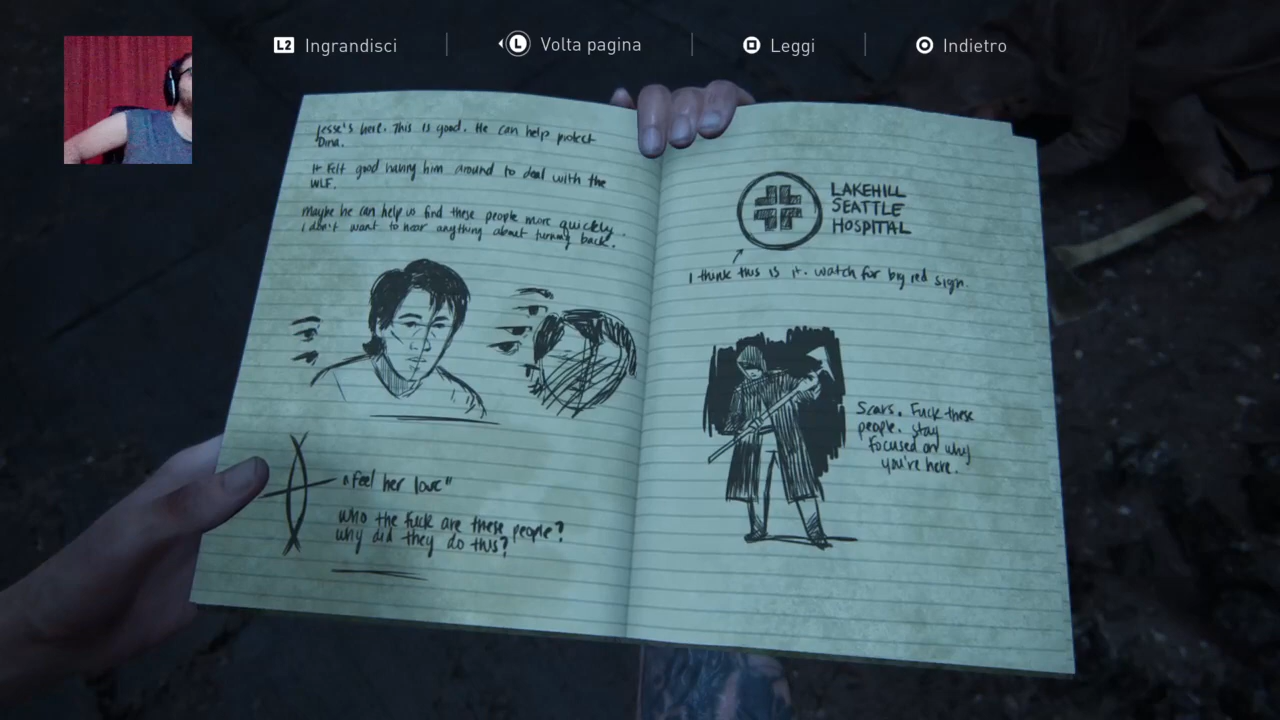 L2 Ingrandisci
L Volta pagina
Leggi
Indietro
Jesse's here. This is good. He can help protect
Dina.
It felt good having him around to deal with the
WLF.
Maybe he can help us find these people more quickly.
I don't want to hear anything about turning back.
"Feel her love"
Who the fuck are these people?
why did they do this?
LAKEHILL
SEATTLE
HOSPITAL
I think this is it. watch for big red sign.
Scars. Fuck these
people. stay
focused on why
you're here.